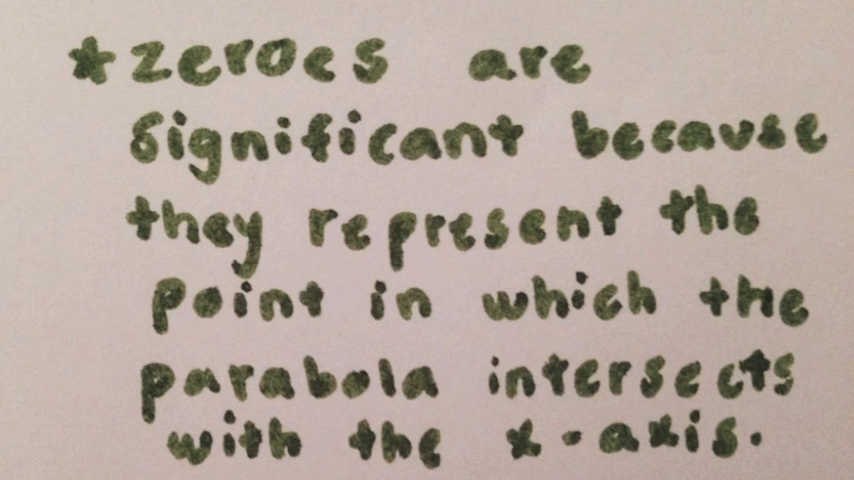 *zeroes are
significant because
they represent the
point in which the
parabola intersects
with the x-axis.